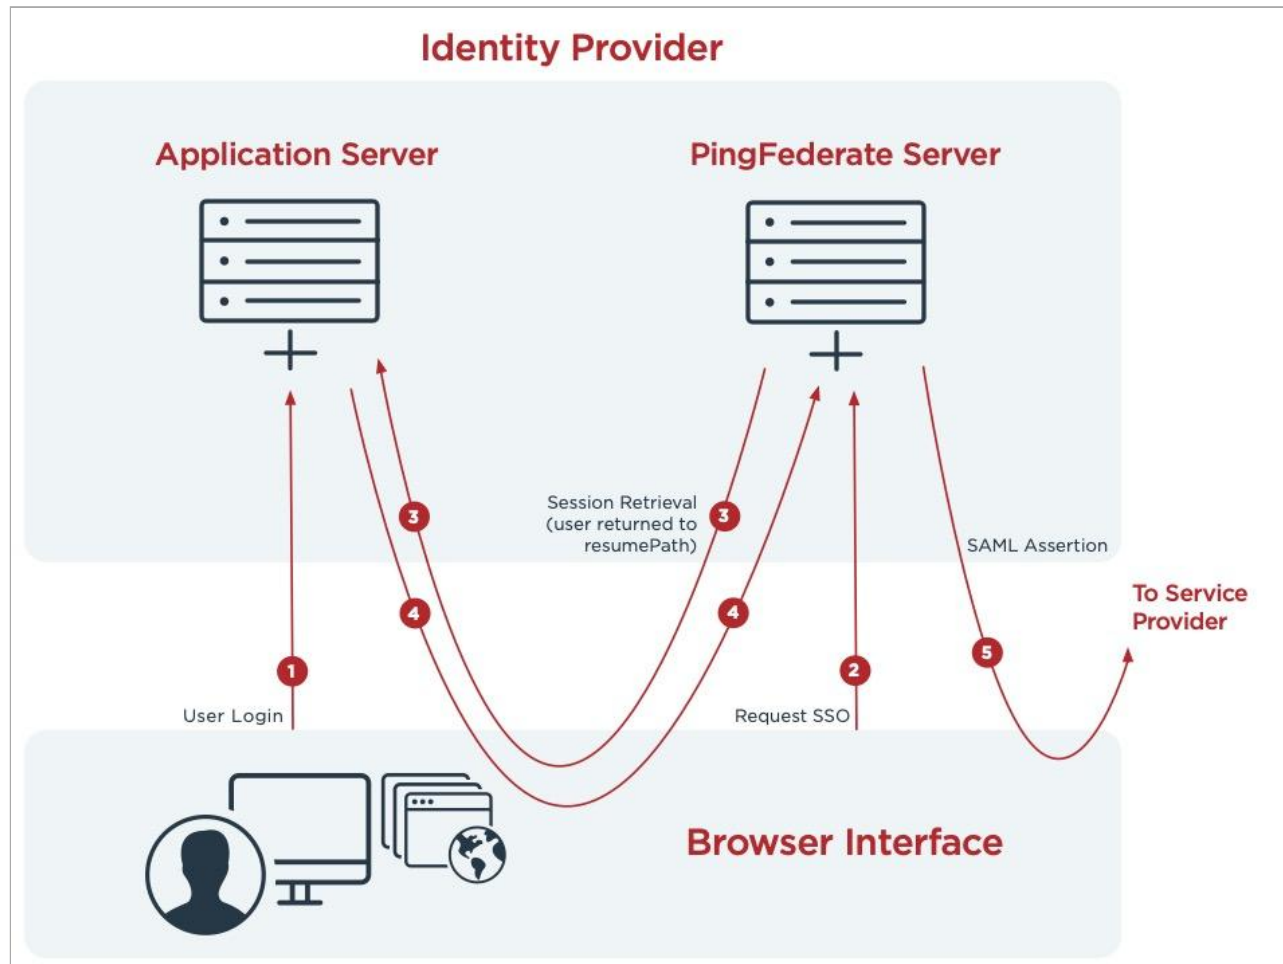 Identity Provider
Application Server
PingFederate Server
3
Session Retrieval
(user returned to
resumePath)
3
SAML Assertion
4
4
To Service
Provider
1
2
5
User Login
Request SSO
Browser Interface